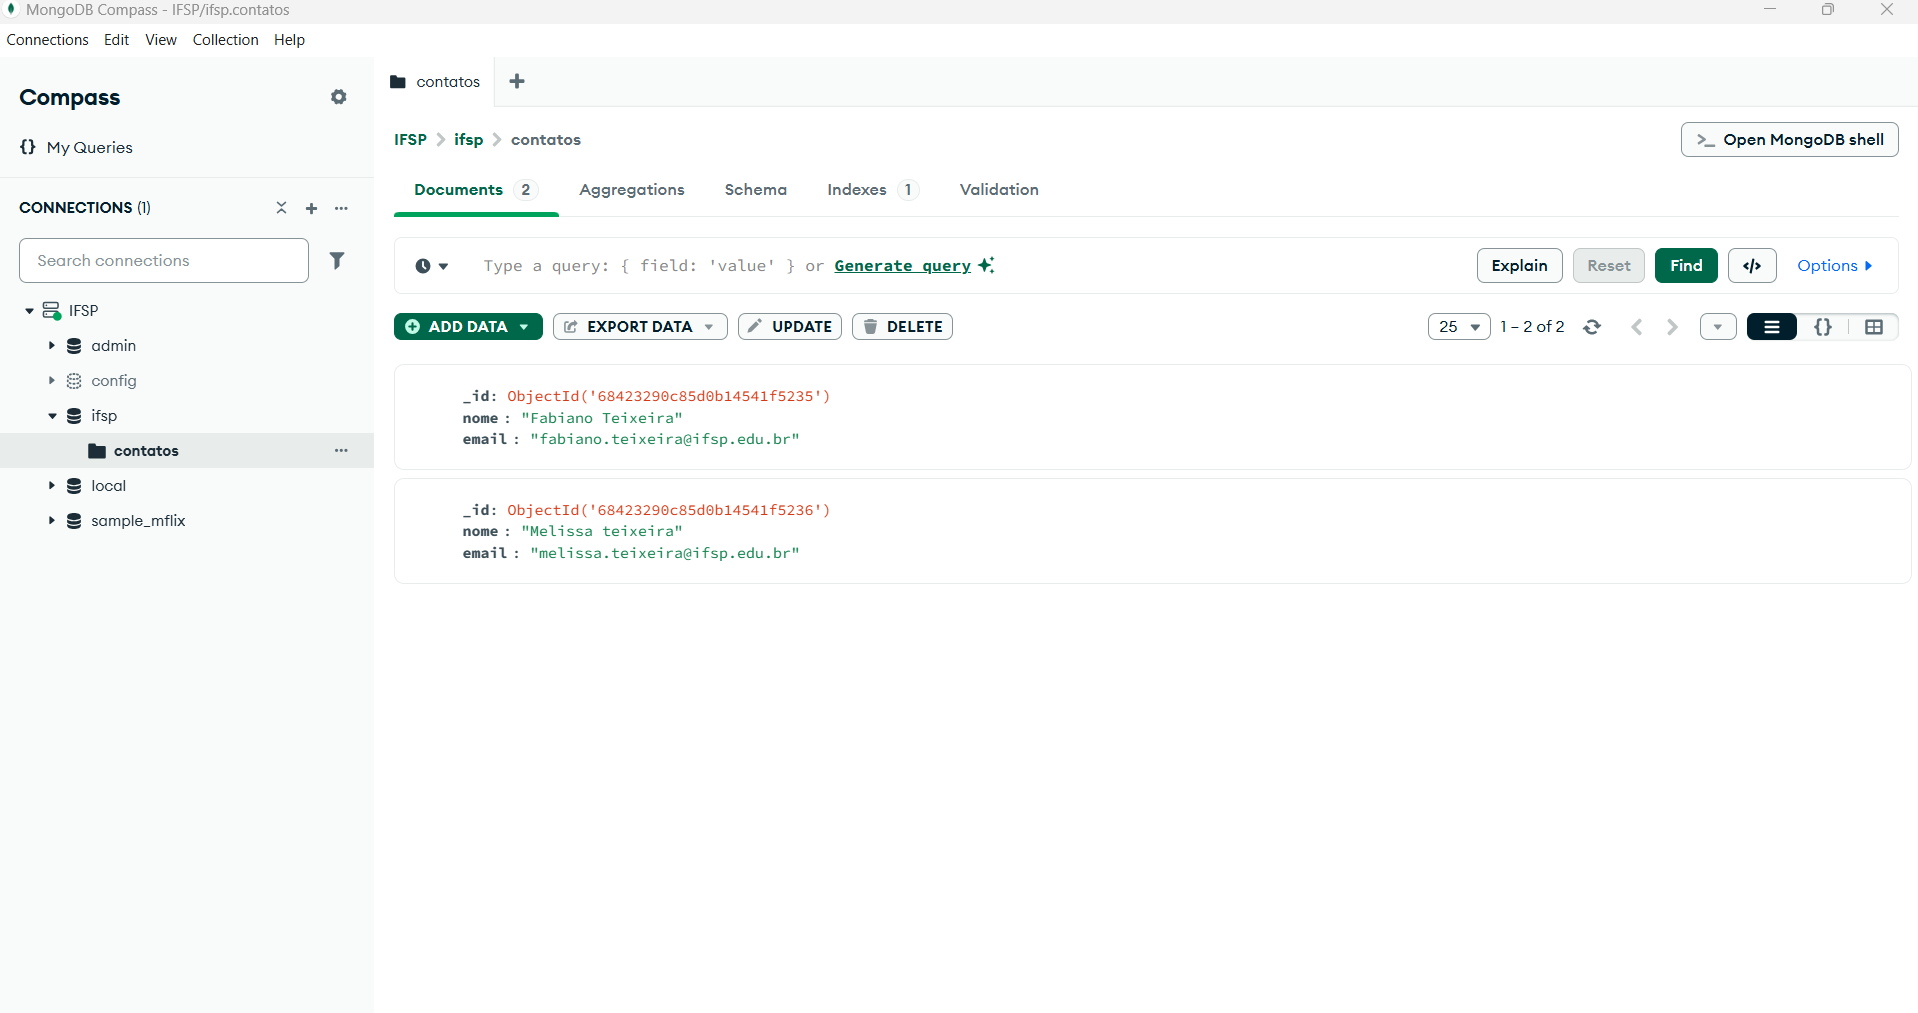 MongoDB Compass - IFSP/ifsp.contatos
Connections Edit View Collection Help
Compass
{} My Queries
CONNECTIONS (1)
Search connections
IFSP
admin
config
ifsp
contatos
local
sample_mflix
contatos
IFSP > ifsp > contatos
>_ Open MongoDB shell
Documents 2 Aggregations Schema Indexes 1 Validation
Type a query: { field: 'value' } or Generate query
Explain Reset Find </> Options
ADD DATA EXPORT DATA UPDATE DELETE
25 1 – 2 of 2 {}
_id: ObjectId('68423290c85d0b14541f5235')
nome : "Fabiano Teixeira"
email : "fabiano.teixeira@ifsp.edu.br"
_id: ObjectId('68423290c85d0b14541f5236')
nome : "Melissa teixeira"
email : "melissa.teixeira@ifsp.edu.br"